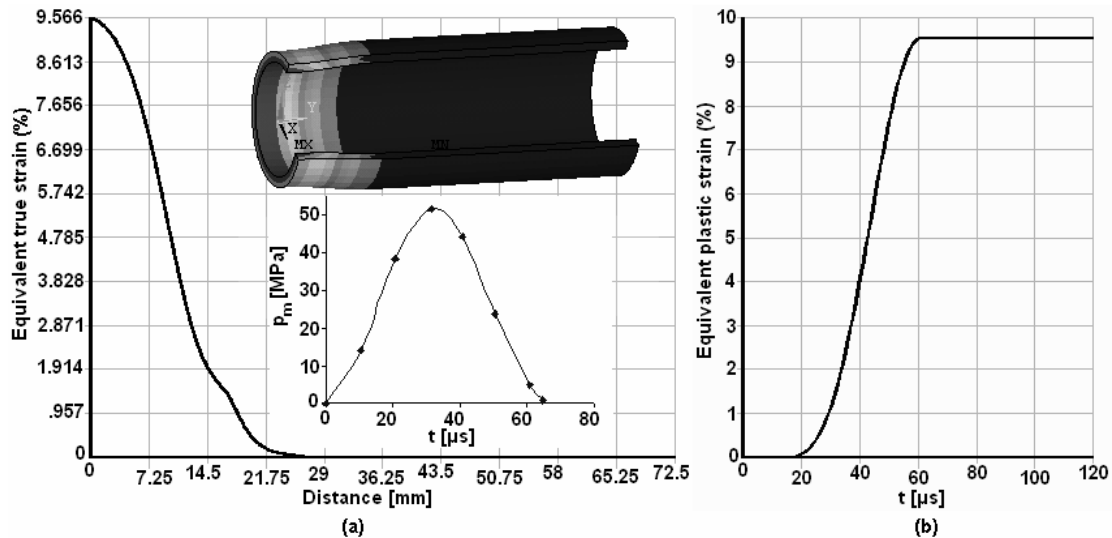 9.566
8.613
7.656
6.699
5.742
4.785
3.828
2.871
1.914
.957
0
Equivalent true strain (%)
0
7.25
14.5
21.75
29
36.25
43.5
50.75
58
65.25
72.5
Distance [mm]
(a)
Y
X
MX
MN
50
40
30
20
10
0
p_m [MPa]
0 20 40 60 80
t [µs]
10
9
8
7
6
5
4
3
2
1
0
Equivalent plastic strain (%)
0 20 40 60 80 100 120
t [µs]
(b)